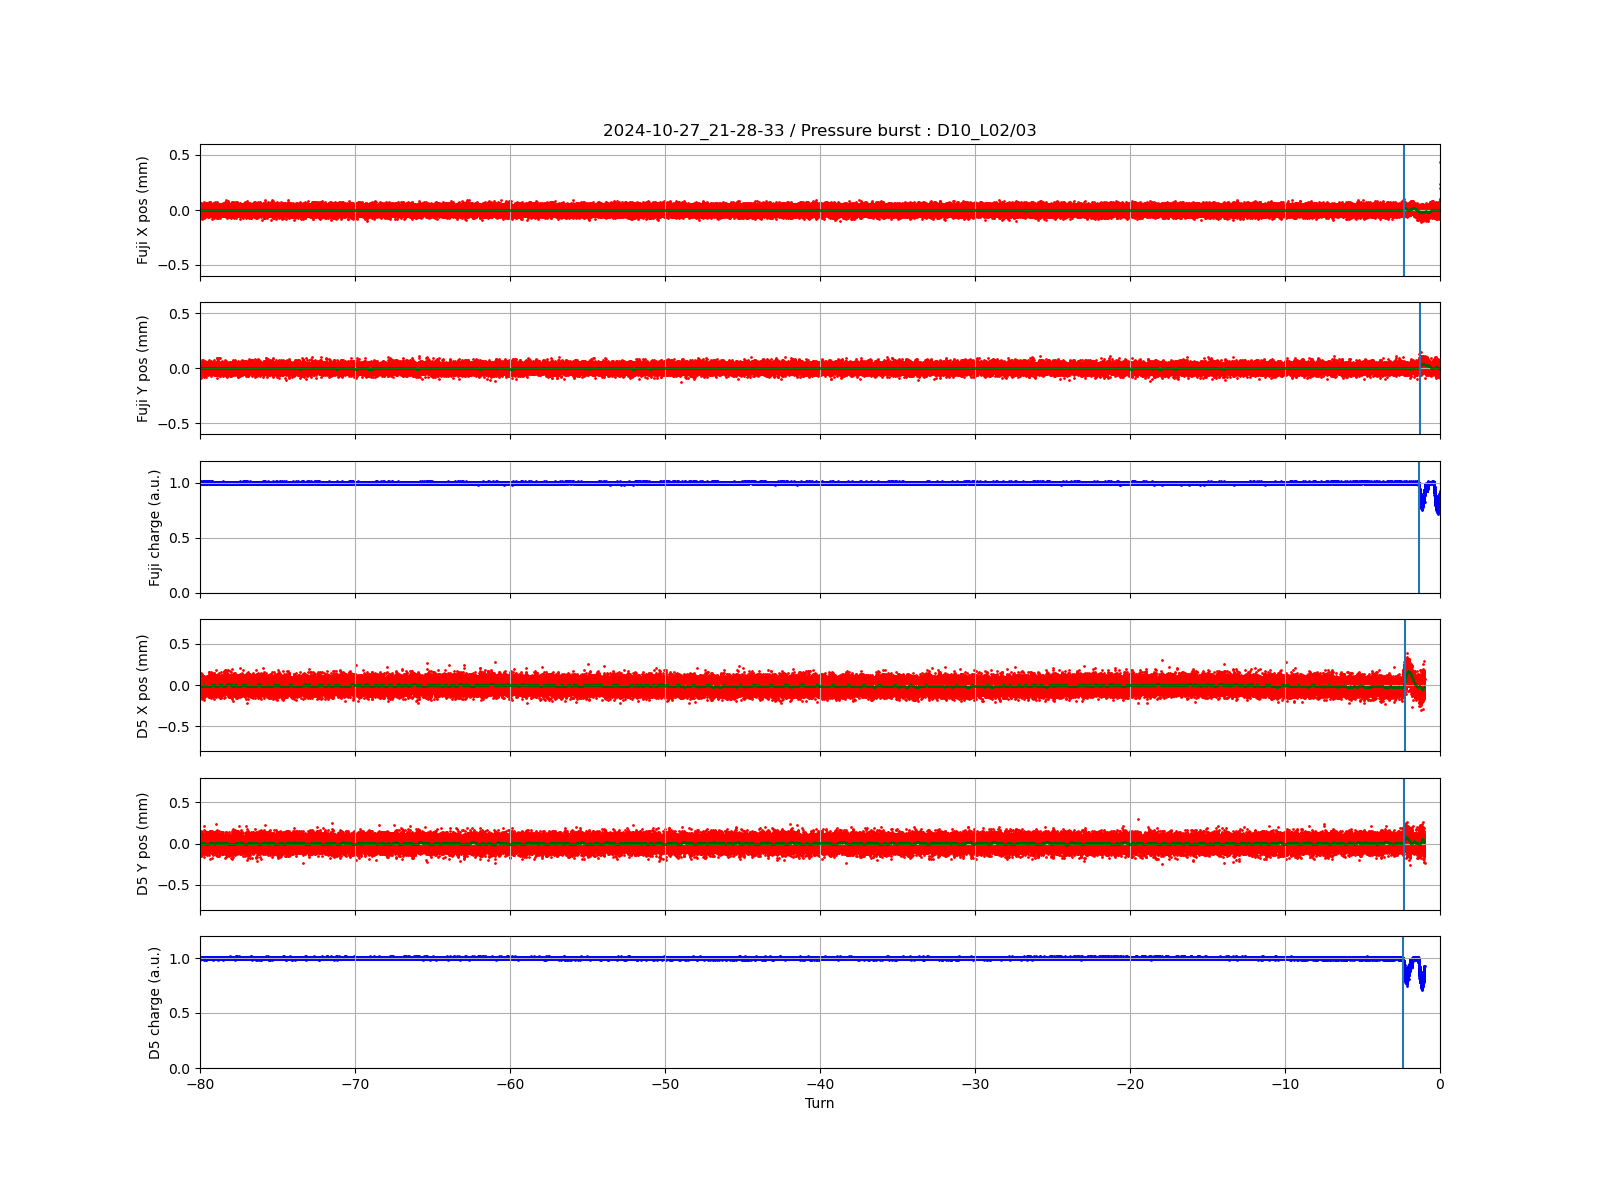 2024-10-27_21-28-33 / Pressure burst : D10_L02/03
Fuji X pos (mm)
0.5
0.0
−0.5
Fuji Y pos (mm)
0.5
0.0
−0.5
Fuji charge (a.u.)
1.0
0.5
0.0
D5 X pos (mm)
0.5
0.0
−0.5
D5 Y pos (mm)
0.5
0.0
−0.5
D5 charge (a.u.)
1.0
0.5
0.0
−80 −70 −60 −50 −40 −30 −20 −10 0
Turn